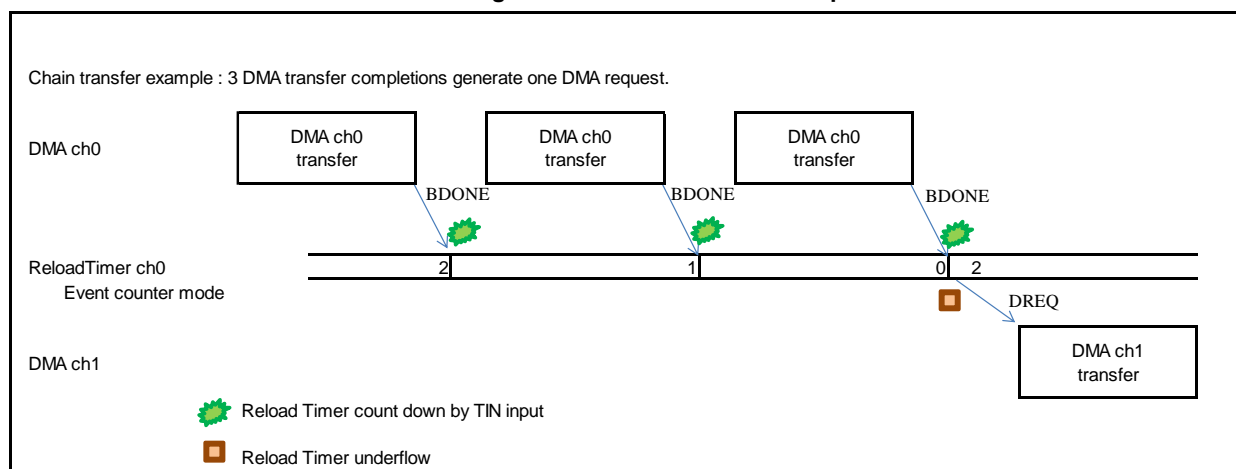 Chain transfer example : 3 DMA transfer completions generate one DMA request.
DMA ch0
DMA ch0
transfer
DMA ch0
transfer
DMA ch0
transfer
BDONE
BDONE
BDONE
ReloadTimer ch0
2
1
0
2
Event counter mode
DREQ
DMA ch1
DMA ch1
transfer
Reload Timer count down by TIN input
Reload Timer underflow